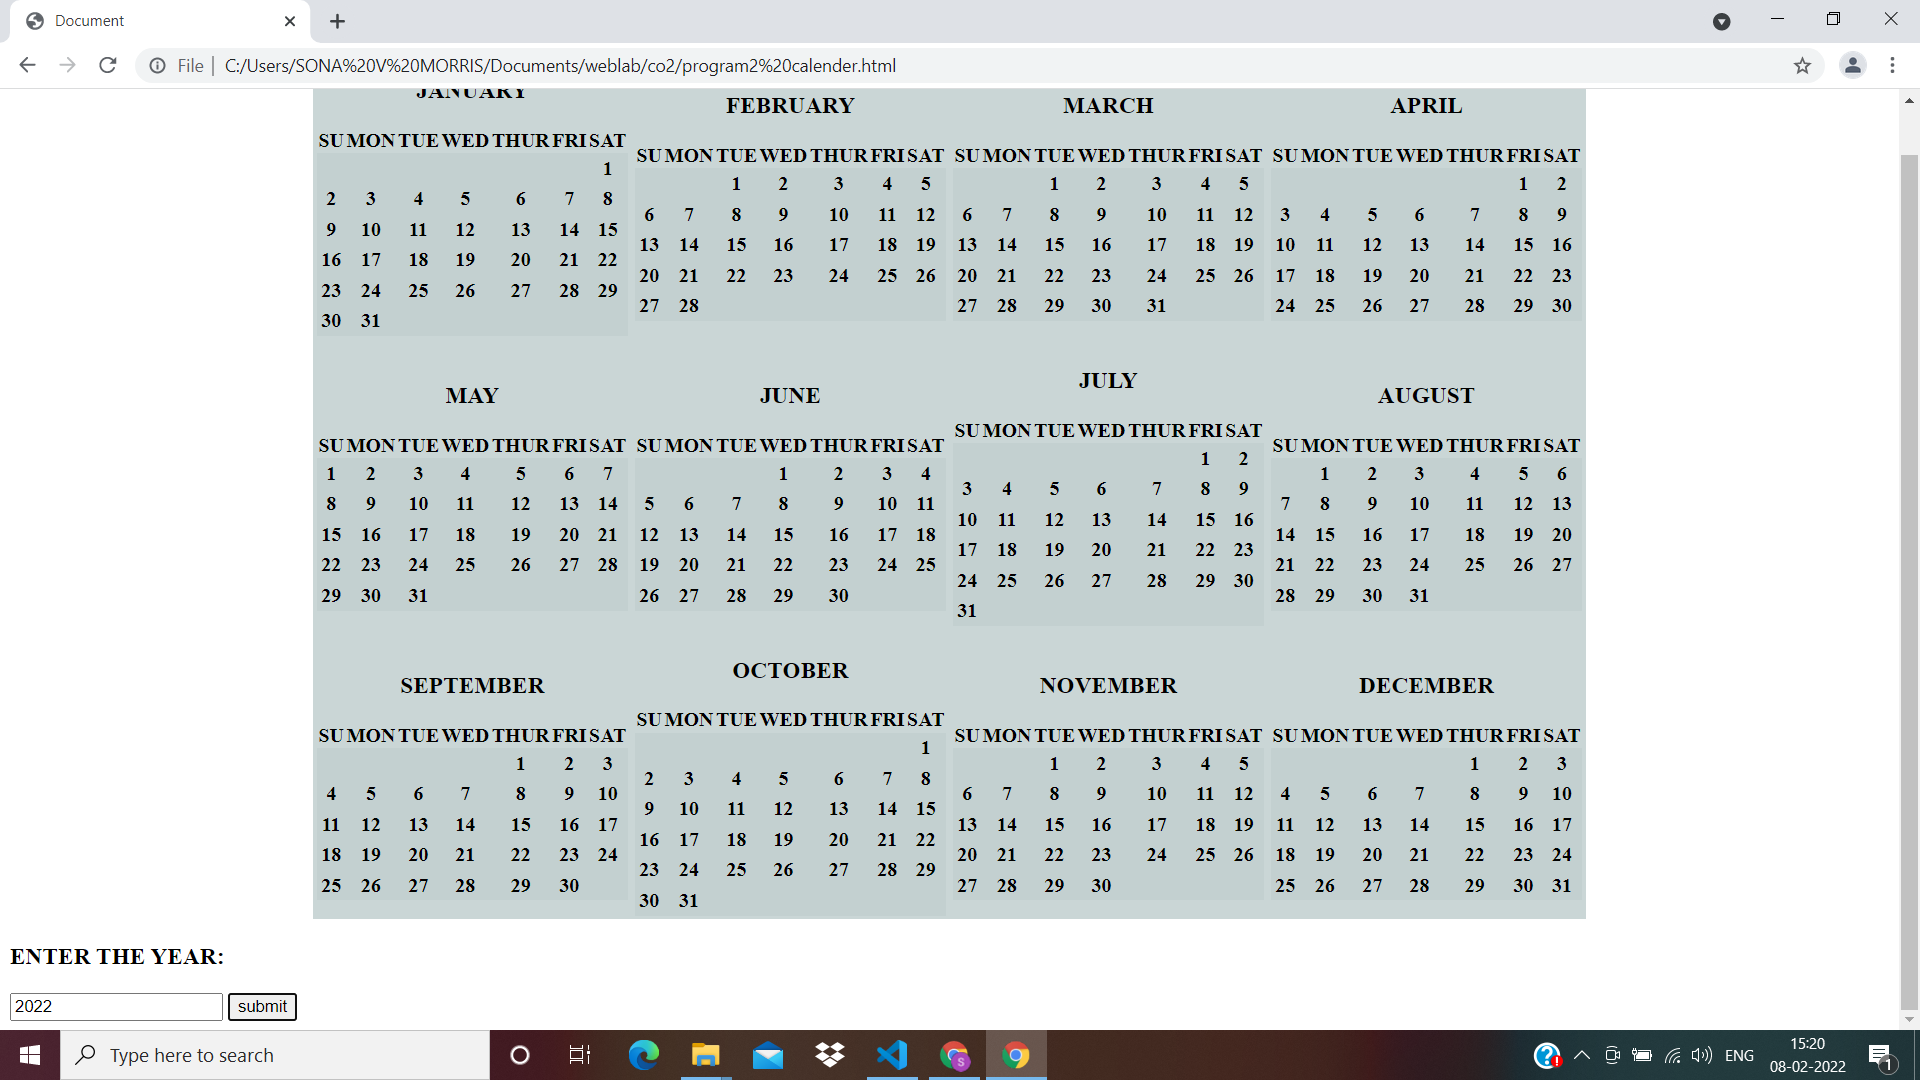 Document
File
C:/Users/SONA%20V%20MORRIS/Documents/weblab/co2/program2%20calender.html
JANUARY
SU MON TUE WED THUR FRI SAT
1
2 3 4 5 6 7 8
9 10 11 12 13 14 15
16 17 18 19 20 21 22
23 24 25 26 27 28 29
30 31
FEBRUARY
SU MON TUE WED THUR FRI SAT
1 2 3 4 5
6 7 8 9 10 11 12
13 14 15 16 17 18 19
20 21 22 23 24 25 26
27 28
MARCH
SU MON TUE WED THUR FRI SAT
1 2 3 4 5
6 7 8 9 10 11 12
13 14 15 16 17 18 19
20 21 22 23 24 25 26
27 28 29 30 31
APRIL
SU MON TUE WED THUR FRI SAT
1 2
3 4 5 6 7 8 9
10 11 12 13 14 15 16
17 18 19 20 21 22 23
24 25 26 27 28 29 30
MAY
SU MON TUE WED THUR FRI SAT
1 2 3 4 5 6 7
8 9 10 11 12 13 14
15 16 17 18 19 20 21
22 23 24 25 26 27 28
29 30 31
JUNE
SU MON TUE WED THUR FRI SAT
1 2 3 4
5 6 7 8 9 10 11
12 13 14 15 16 17 18
19 20 21 22 23 24 25
26 27 28 29 30
JULY
SU MON TUE WED THUR FRI SAT
1 2
3 4 5 6 7 8 9
10 11 12 13 14 15 16
17 18 19 20 21 22 23
24 25 26 27 28 29 30
31
AUGUST
SU MON TUE WED THUR FRI SAT
1 2 3 4 5 6
7 8 9 10 11 12 13
14 15 16 17 18 19 20
21 22 23 24 25 26 27
28 29 30 31
SEPTEMBER
SU MON TUE WED THUR FRI SAT
1 2 3
4 5 6 7 8 9 10
11 12 13 14 15 16 17
18 19 20 21 22 23 24
25 26 27 28 29 30
OCTOBER
SU MON TUE WED THUR FRI SAT
1
2 3 4 5 6 7 8
9 10 11 12 13 14 15
16 17 18 19 20 21 22
23 24 25 26 27 28 29
30 31
NOVEMBER
SU MON TUE WED THUR FRI SAT
1 2 3 4 5
6 7 8 9 10 11 12
13 14 15 16 17 18 19
20 21 22 23 24 25 26
27 28 29 30
DECEMBER
SU MON TUE WED THUR FRI SAT
1 2 3
4 5 6 7 8 9 10
11 12 13 14 15 16 17
18 19 20 21 22 23 24
25 26 27 28 29 30 31
ENTER THE YEAR:
2022 submit
Type here to search
S
ENG
15:20
08-02-2022
1